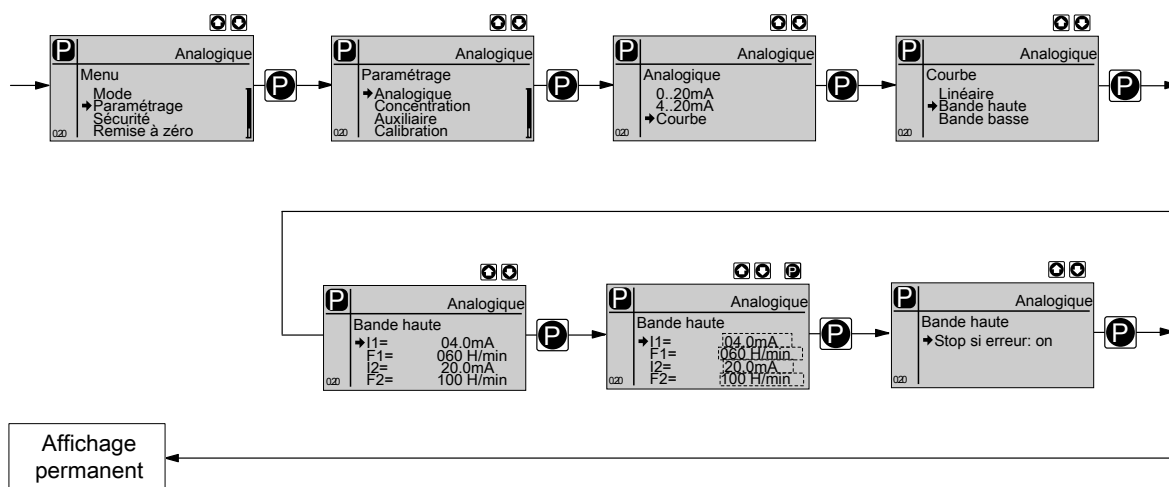 P
Analogique
Menu
Mode
Paramétrage
Sécurité
Remise à zéro
0.20
P
P
Analogique
Paramétrage
Analogique
Concentration
Auxiliaire
Calibration
0.20
P
P
Analogique
Analogique
0..20mA
4..20mA
Courbe
0.20
P
P
Analogique
Courbe
Linéaire
Bande haute
Bande basse
0.20
P
P
Analogique
Bande haute
I1= 04.0mA
F1= 060 H/min
I2= 20.0mA
F2= 100 H/min
0.20
P
P
P
Analogique
Bande haute
I1= 04.0mA
F1= 060 H/min
I2= 20.0mA
F2= 100 H/min
0.20
P
P
Analogique
Bande haute
Stop si erreur: on
0.20
P
Affichage
permanent